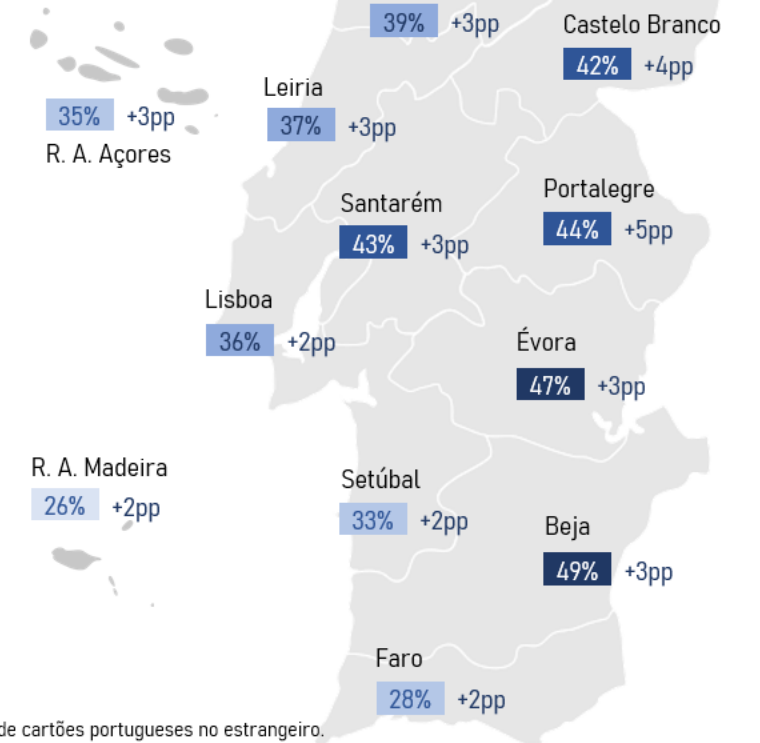 39% +3pp
Castelo Branco
42% +4pp
Leiria
37% +3pp
35% +3pp
R. A. Açores
Portalegre
44% +5pp
Santarém
43% +3pp
Lisboa
36% +2pp
Évora
47% +3pp
R. A. Madeira
26% +2pp
Setúbal
33% +2pp
Beja
49% +3pp
Faro
28% +2pp
de cartões portugueses no estrangeiro.